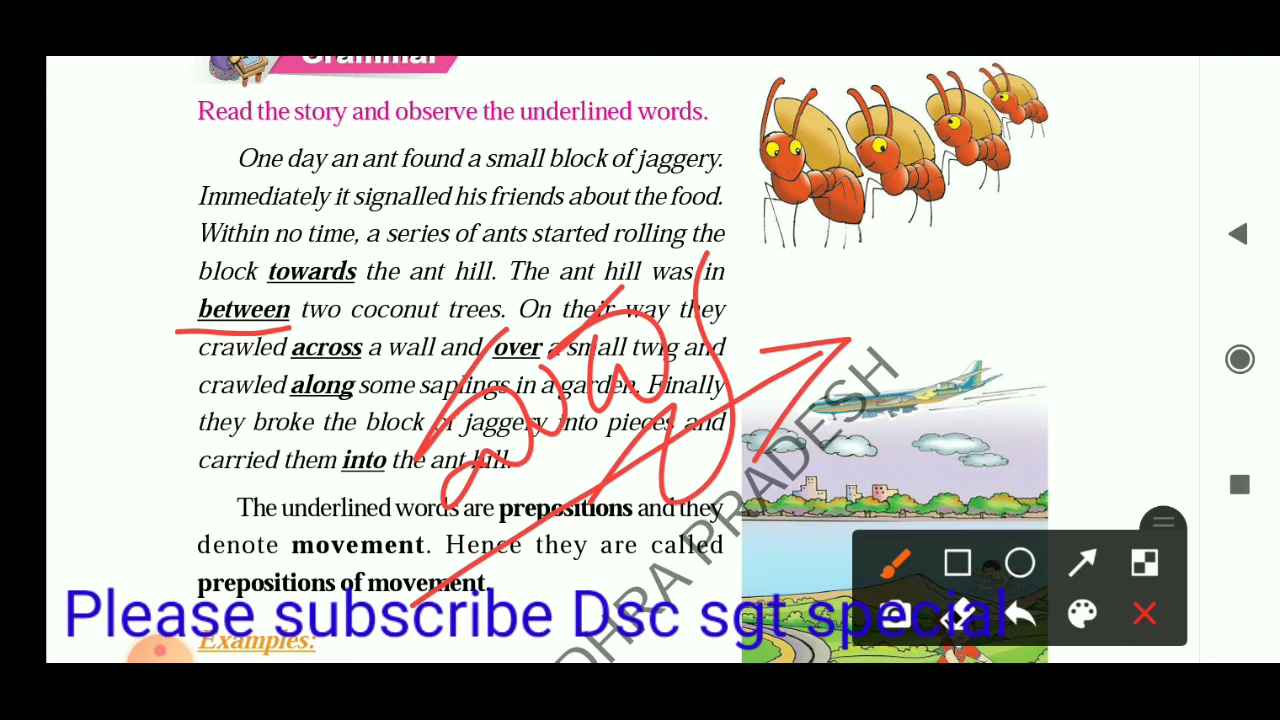 Grammar
Read the story and observe the underlined words.
One day an ant found a small block of jaggery.
Immediately it signalled his friends about the food.
Within no time, a series of ants started rolling the
block towards the ant hill. The ant hill was in
between two coconut trees. On their way they
crawled across a wall and over a small twig and
crawled along some saplings in a garden. Finally
they broke the block of jaggery into pieces and
carried them into the ant hill.
The underlined words are prepositions and they
denote movement. Hence they are called
prepositions of movement.
Please subscribe Dsc sgt special
Examples:
PRADESH